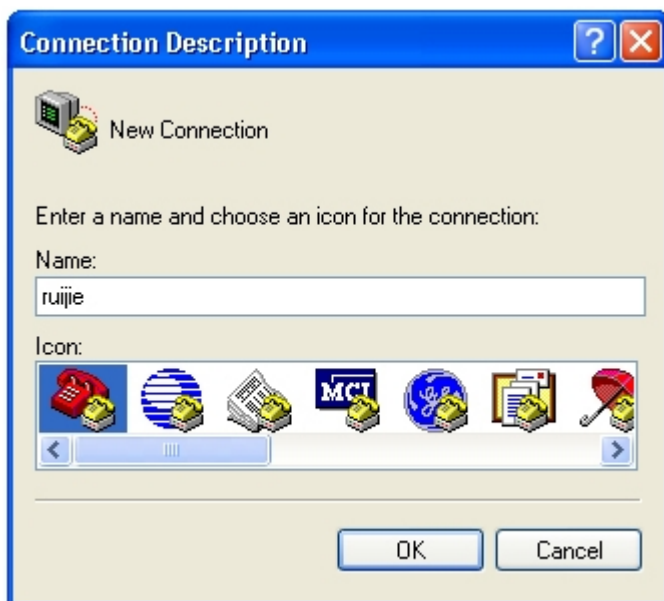 Connection Description
New Connection
Enter a name and choose an icon for the connection:
Name:
ruijie
Icon:
MCI
OK
Cancel